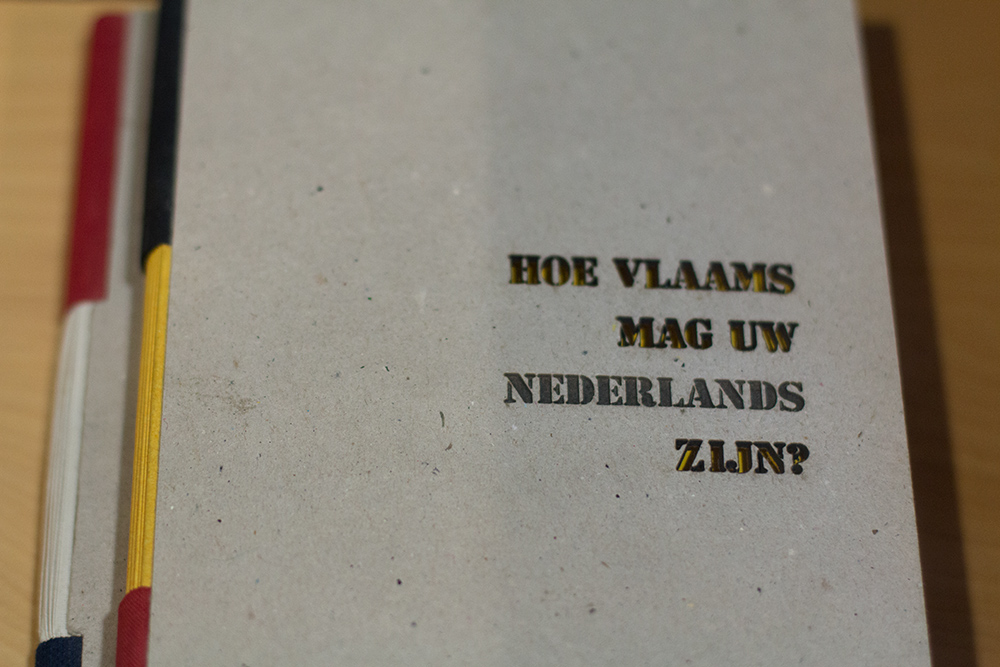 HOE VLAAMS
MAG UW
NEDERLANDS
ZIJN?